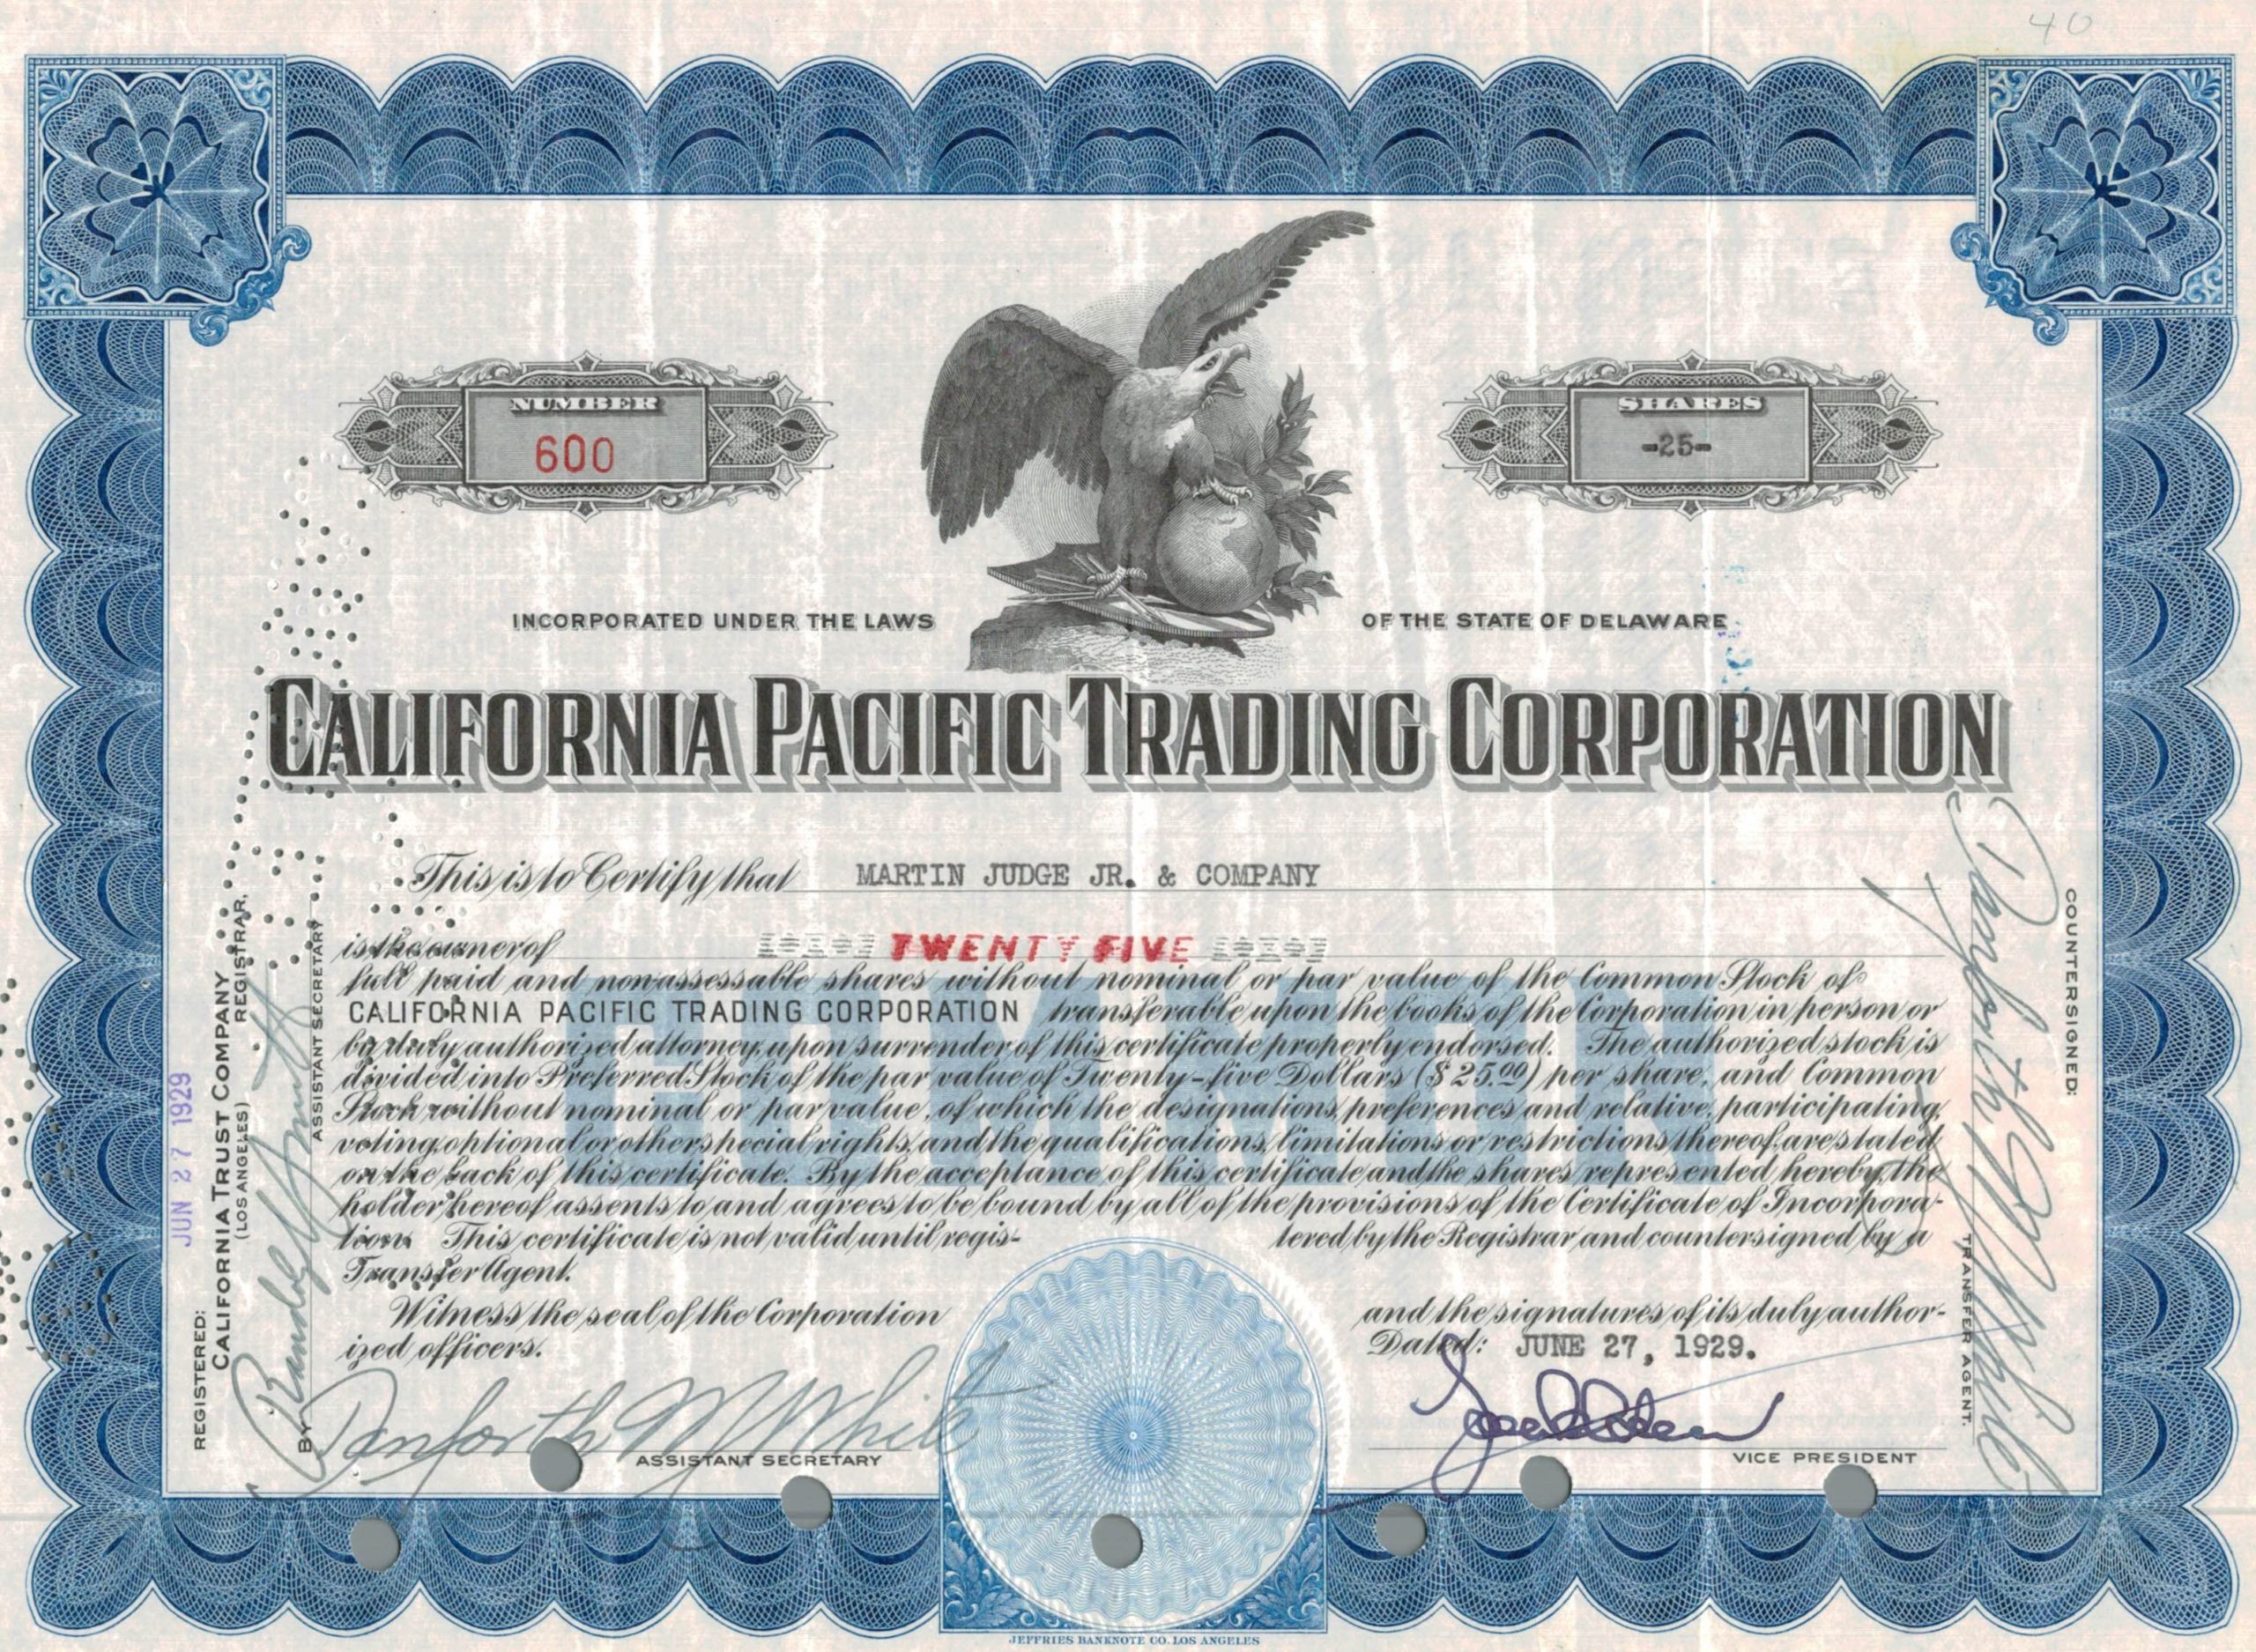 40
NUMBER
600
SHARES
-25-
INCORPORATED UNDER THE LAWS OF THE STATE OF DELAWARE
CALIFORNIA PACIFIC TRADING CORPORATION
This is to Certify that MARTIN JUDGE JR. & COMPANY
is the owner of TWENTY FIVE
full paid and nonassessable shares without nominal or par value of the Common Stock of
CALIFORNIA PACIFIC TRADING CORPORATION transferable upon the books of the Corporation in person or
by duly authorized attorney, upon surrender of this certificate properly endorsed. The authorized stock is
divided into Preferred Stock of the par value of Twenty-five Dollars ($25.00) per share, and Common
Stock without nominal or par value, of which the designations, preferences and relative, participating,
voting, optional or other special rights, and the qualifications, limitations or restrictions thereof, are stated
on the back of this certificate. By the acceptance of this certificate and the shares represented hereby, the
holder hereof assents to and agrees to be bound by all of the provisions of the Certificate of Incorpora-
tion. This certificate is not valid until regis- tered by the Registrar and countersigned by a
Transfer Agent.
COMMON
Witness the seal of the Corporation and the signatures of its duly author-
ized officers.
Dated: JUNE 27, 1929.
Danforth M White
ASSISTANT SECRETARY
VICE PRESIDENT
JEFFRIES BANKNOTE CO. LOS ANGELES
JUN 27 1929
REGISTERED:
CALIFORNIA TRUST COMPANY
(LOS ANGELES) REGISTRAR,
BY
ASSISTANT SECRETARY
COUNTERSIGNED:
Danforth M White
TRANSFER AGENT.